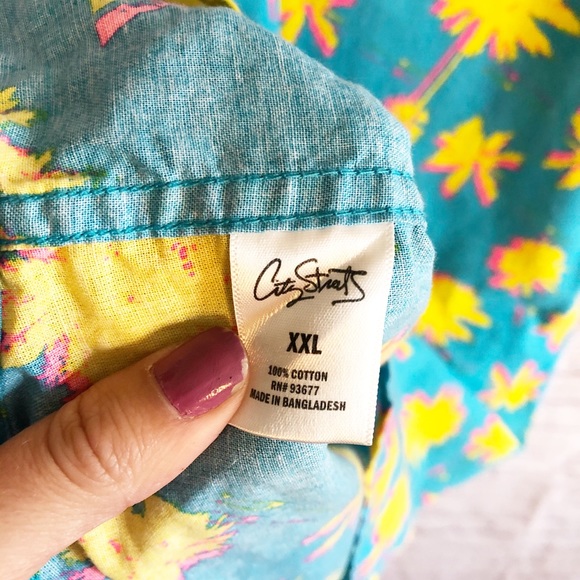 City Streets
XXL
100% COTTON
RN# 93677
MADE IN BANGLADESH